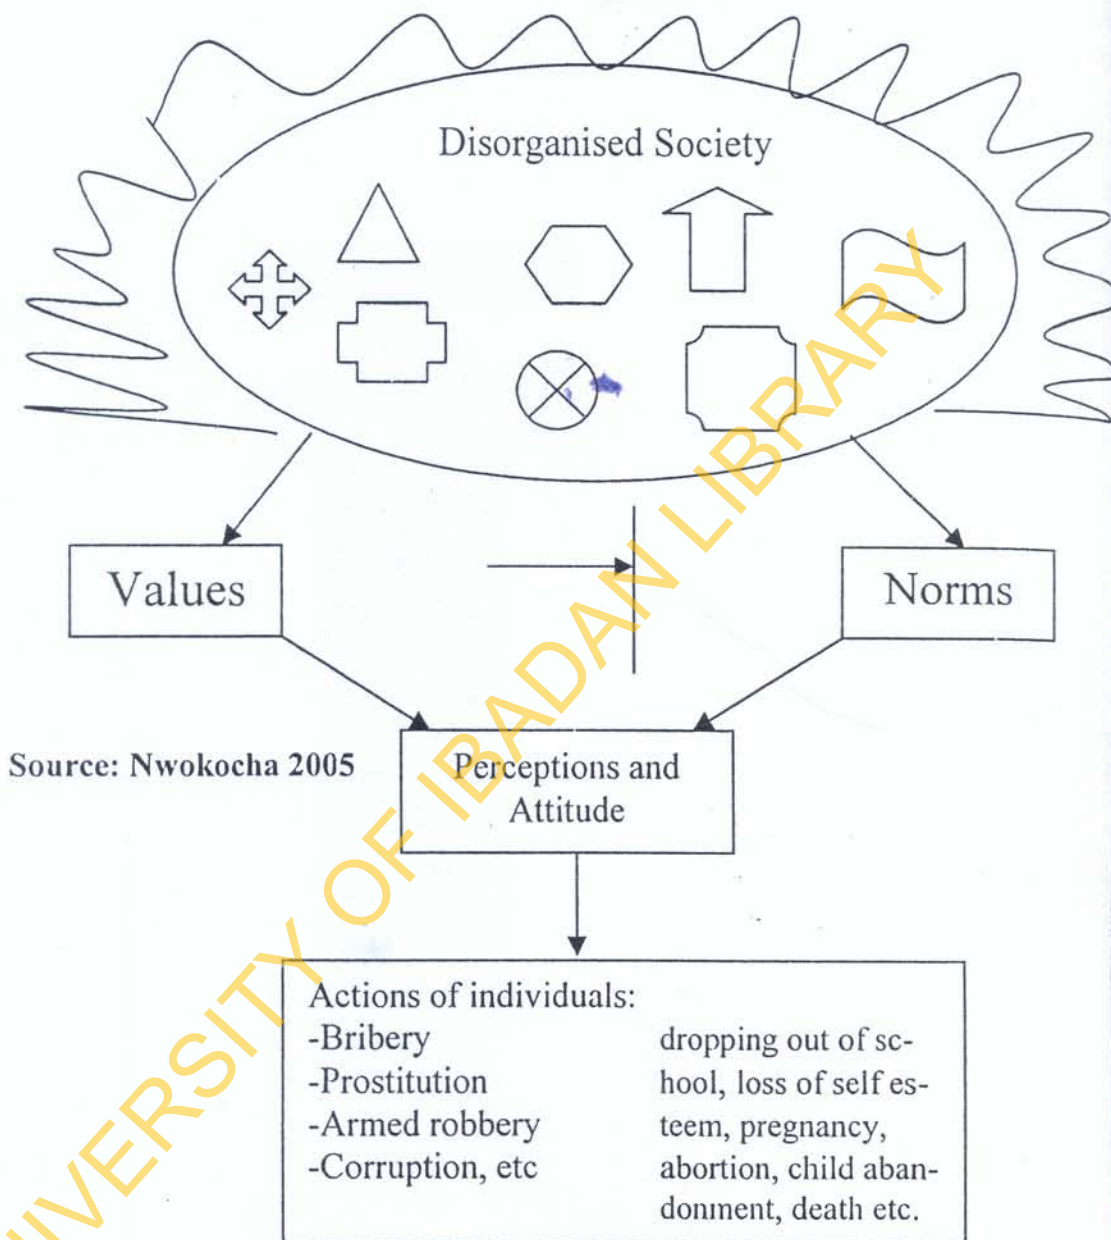 Disorganised Society
Values
Norms
Source: Nwokocha 2005
Perceptions and
Attitude
Actions of individuals:
-Bribery
-Prostitution
-Armed robbery
-Corruption, etc
dropping out of sc-
hool, loss of self es-
teem, pregnancy,
abortion, child aban-
donment, death etc.
UNIVERSITY OF IBADAN LIBRARY